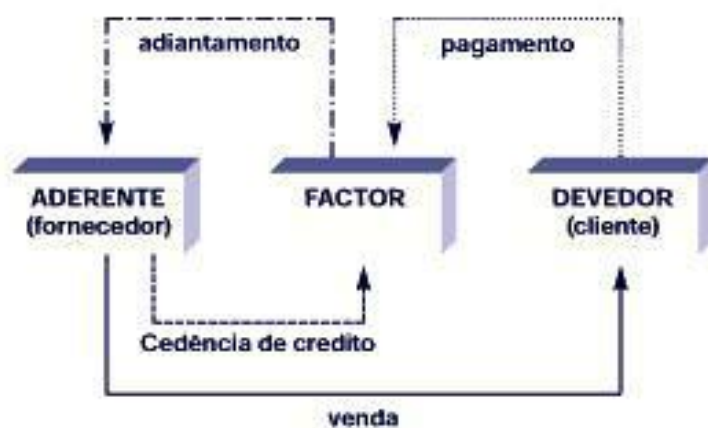 adiantamento
pagamento
ADERENTE
(fornecedor)
FACTOR
DEVEDOR
(cliente)
Cedência de credito
venda